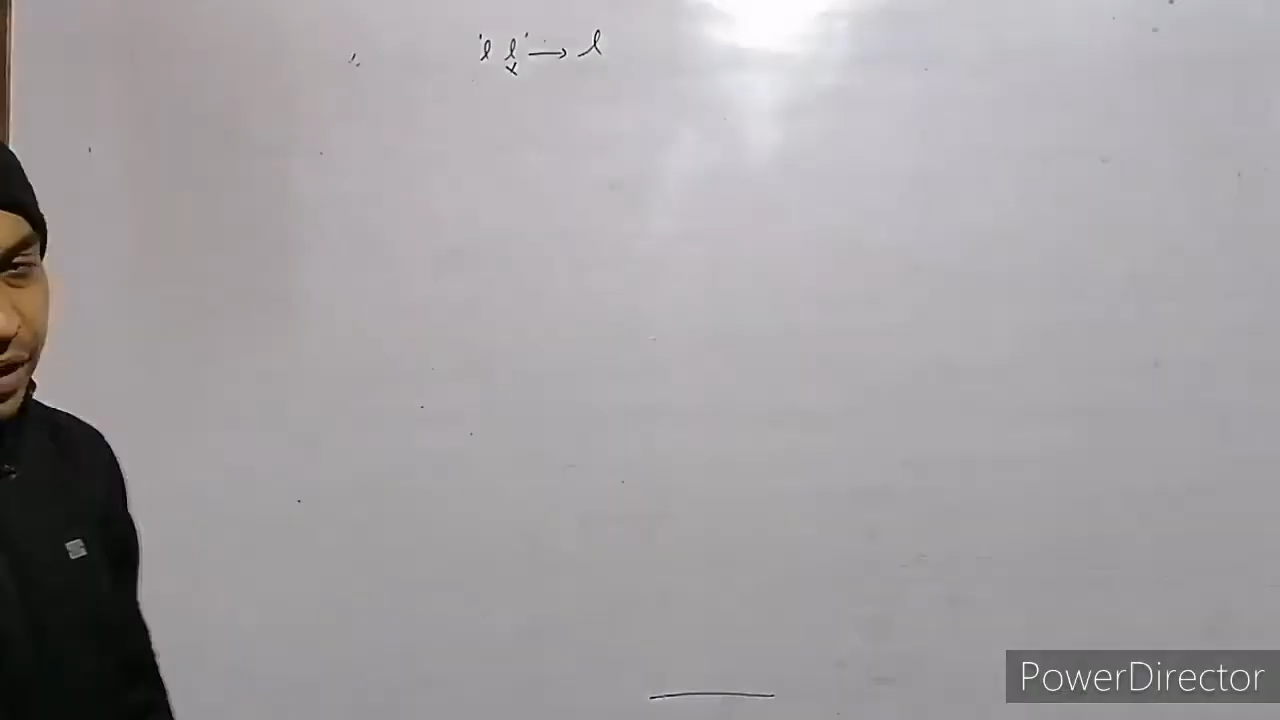 'l l' → l
x
PowerDirector